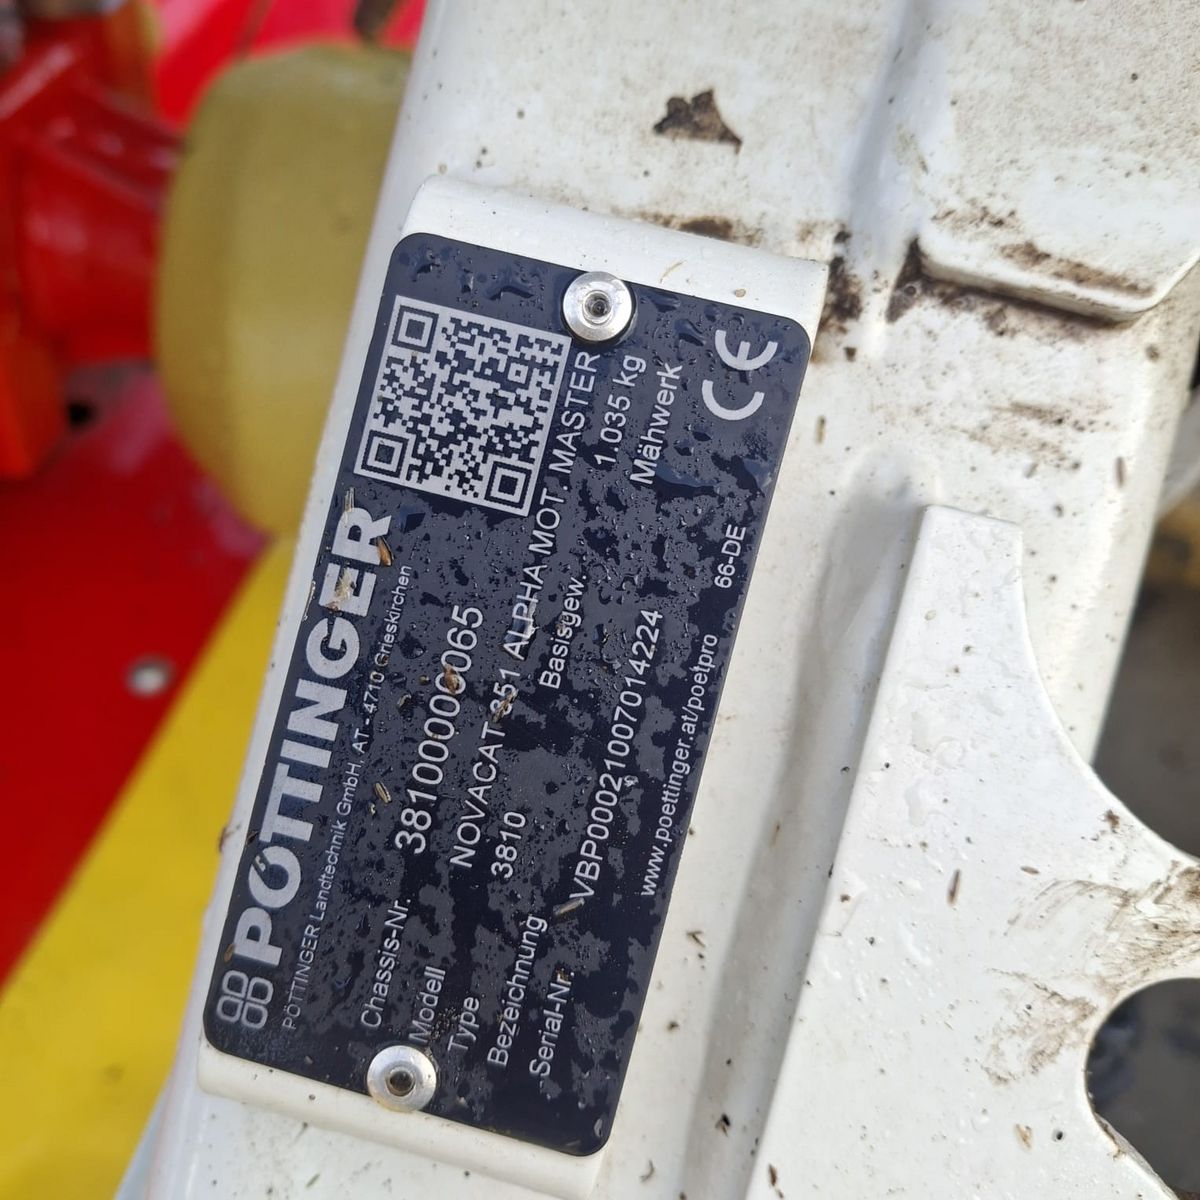 PÖTTINGER
PÖTTINGER Landtechnik GmbH, AT - 4710 Grieskirchen
Chassis-Nr. 3810000C065
Modell NOVACAT 351 ALPHA MOT. MASTER
Type 3810 Basisgew. 1.035 kg
Bezeichnung Mähwerk
Serial-Nr. VBP00021007014224
www.poettinger.at/poetpro 66-DE
CE